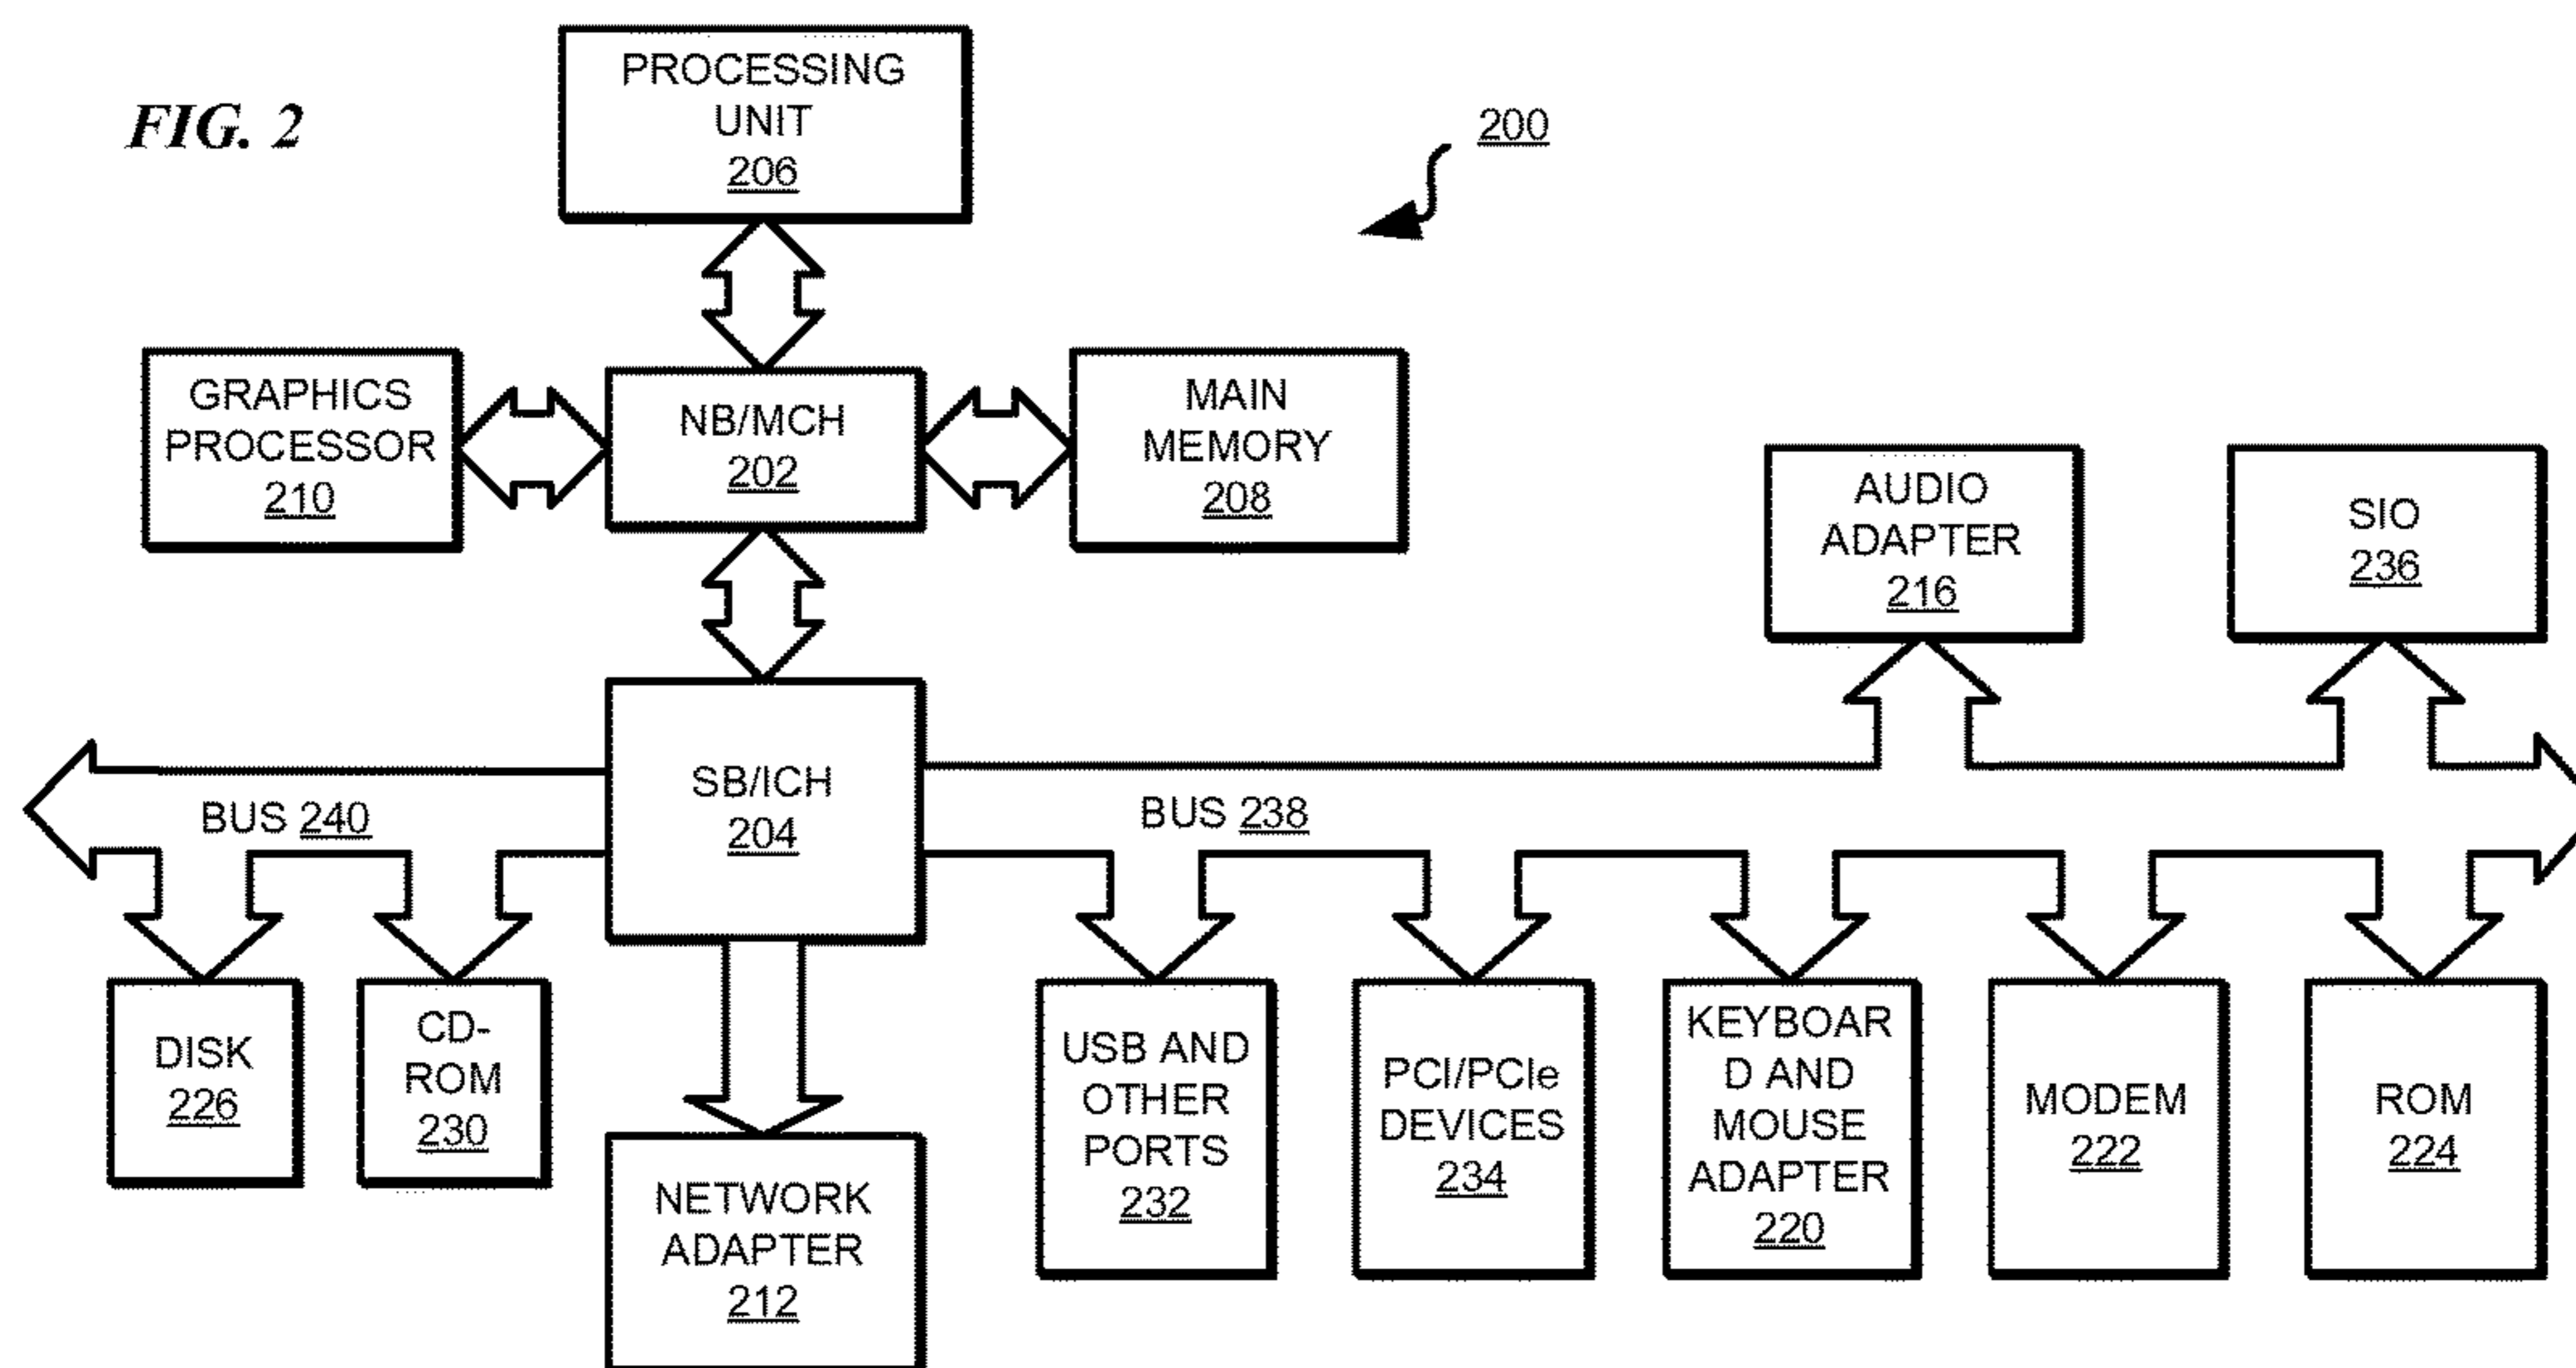 FIG. 2
PROCESSING
UNIT
206
200
GRAPHICS
PROCESSOR
210
NB/MCH
202
MAIN
MEMORY
208
AUDIO
ADAPTER
216
SIO
236
SB/ICH
204
BUS 240
BUS 238
DISK
226
CD-
ROM
230
NETWORK
ADAPTER
212
USB AND
OTHER
PORTS
232
PCI/PCIe
DEVICES
234
KEYBOAR
D AND
MOUSE
ADAPTER
220
MODEM
222
ROM
224